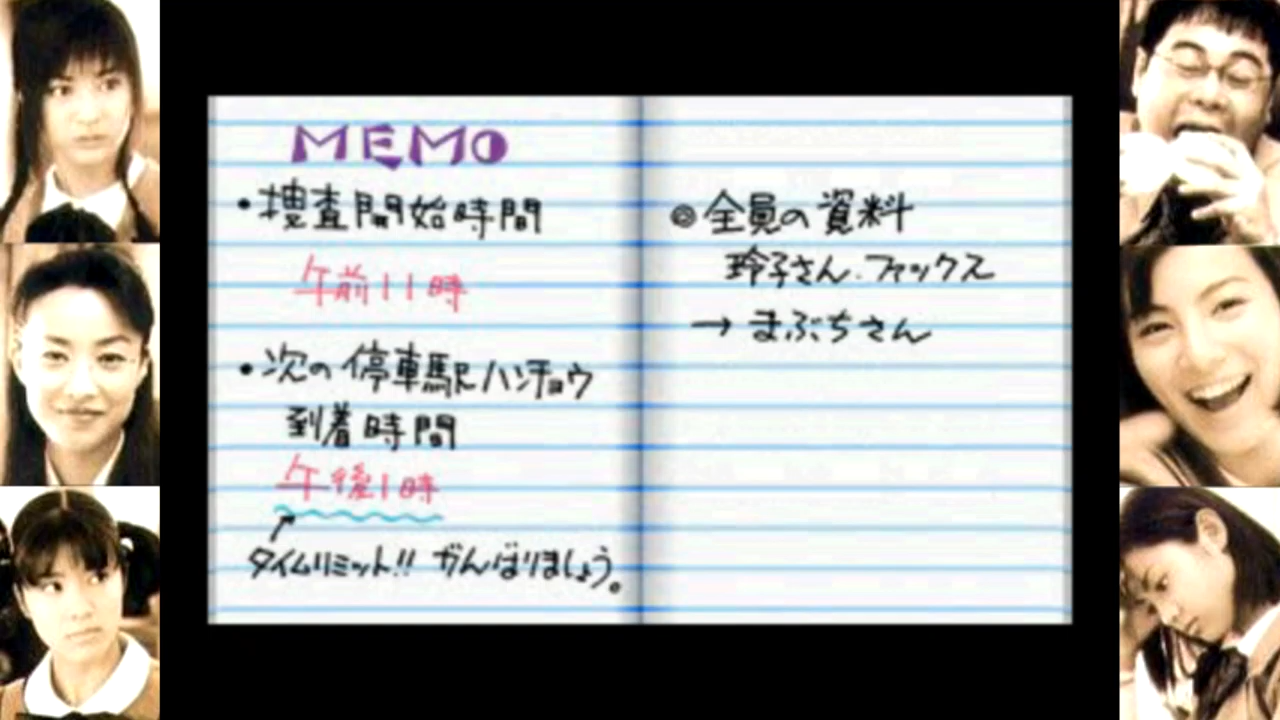 MEMO
・捜査開始時間
午前11時
・次の停車駅ハンチョウ
到着時間
午後1時
タイムリミット!! がんばりましょう。
◎全員の資料
玲子さん.ファックス
→ まぶちさん